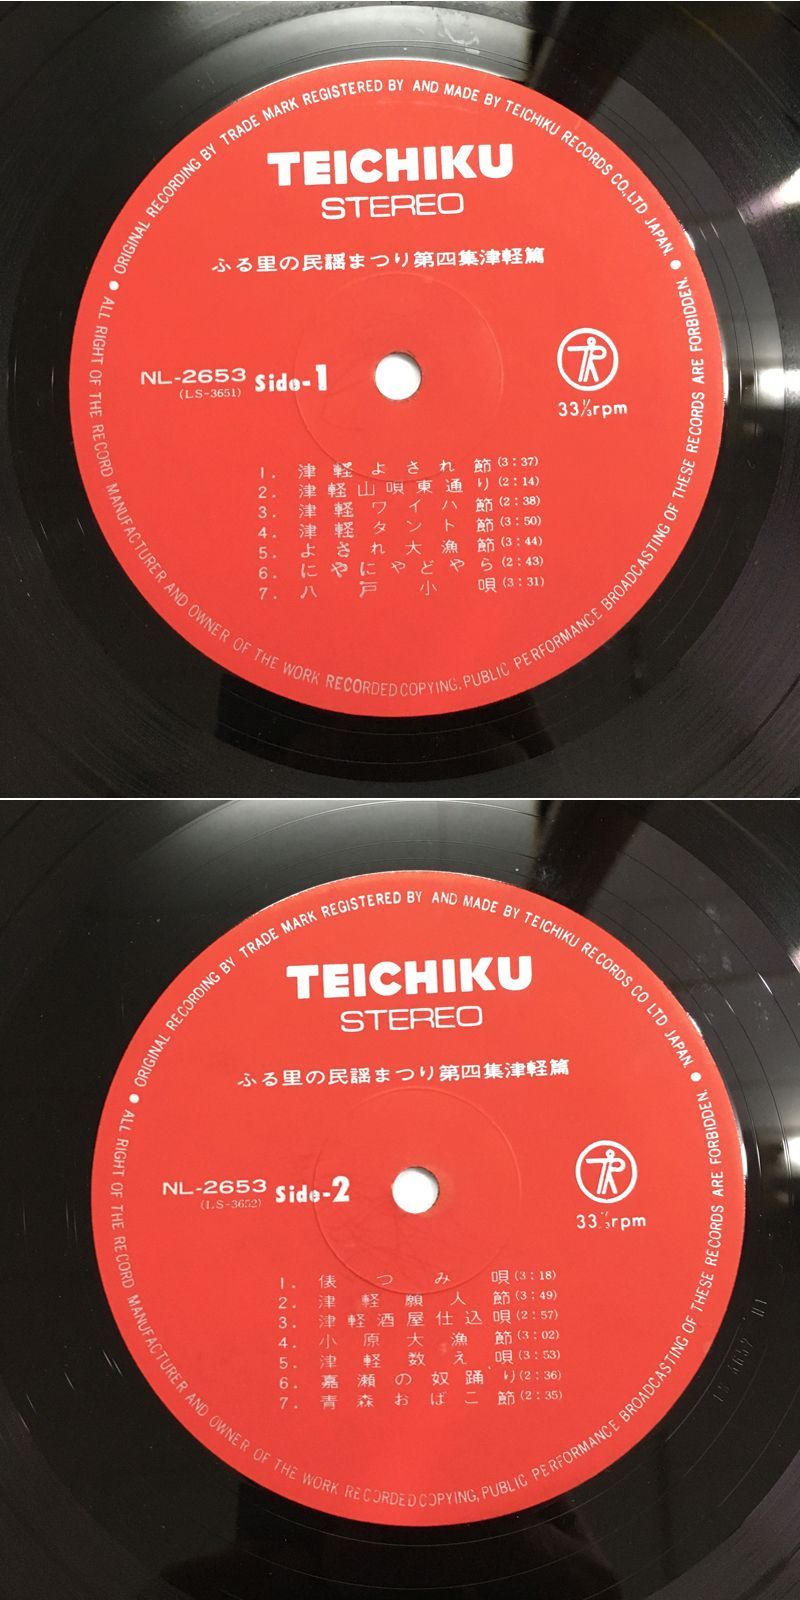 ORIGINAL RECORDING BY TRADE MARK REGISTERED BY AND MADE BY TEICHIKU RECORDS CO.,LTD JAPAN.
TEICHIKU
STEREO
ふる里の民謡まつり第四集津軽篇
NL-2653 Side-1
(LS-3651)
33⅓rpm
1. 津軽よされ節(3:37)
2. 津軽山唄東通り(2:14)
3. 津軽ワイハ節(2:38)
4. 津軽タント節(3:50)
5. よされ大漁節(3:44)
6. にやにやどやら(2:43)
7. 八戸小唄(3:31)
ALL RIGHT OF THE RECORD MANUFACTURER AND OWNER OF THE WORK RECORDED COPYING, PUBLIC PERFORMANCE BROADCASTING OF THESE RECORDS ARE FORBIDDEN.
ORIGINAL RECORDING BY TRADE MARK REGISTERED BY AND MADE BY TEICHIKU RECORDS CO LTD JAPAN.
TEICHIKU
STEREO
ふる里の民謡まつり第四集津軽篇
NL-2653 Side-2
(LS-3652)
33⅓rpm
1. 俵つみ唄(3:18)
2. 津軽願人節(3:49)
3. 津軽酒屋仕込唄(2:57)
4. 小原大漁節(3:02)
5. 津軽数え唄(3:53)
6. 嘉瀬の奴踊り(2:36)
7. 青森おばこ節(2:35)
ALL RIGHT OF THE RECORD MANUFACTURER AND OWNER OF THE WORK RECORDED COPYING, PUBLIC PERFORMANCE BROADCASTING OF THESE RECORDS ARE FORBIDDEN.